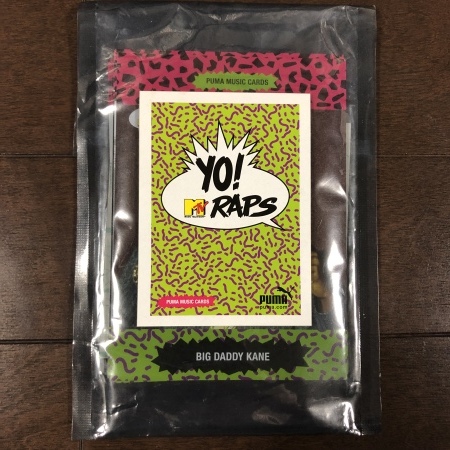 PUMA MUSIC CARDS
YO!
MTV RAPS
PUMA MUSIC CARDS
PUMA
BIG DADDY KANE